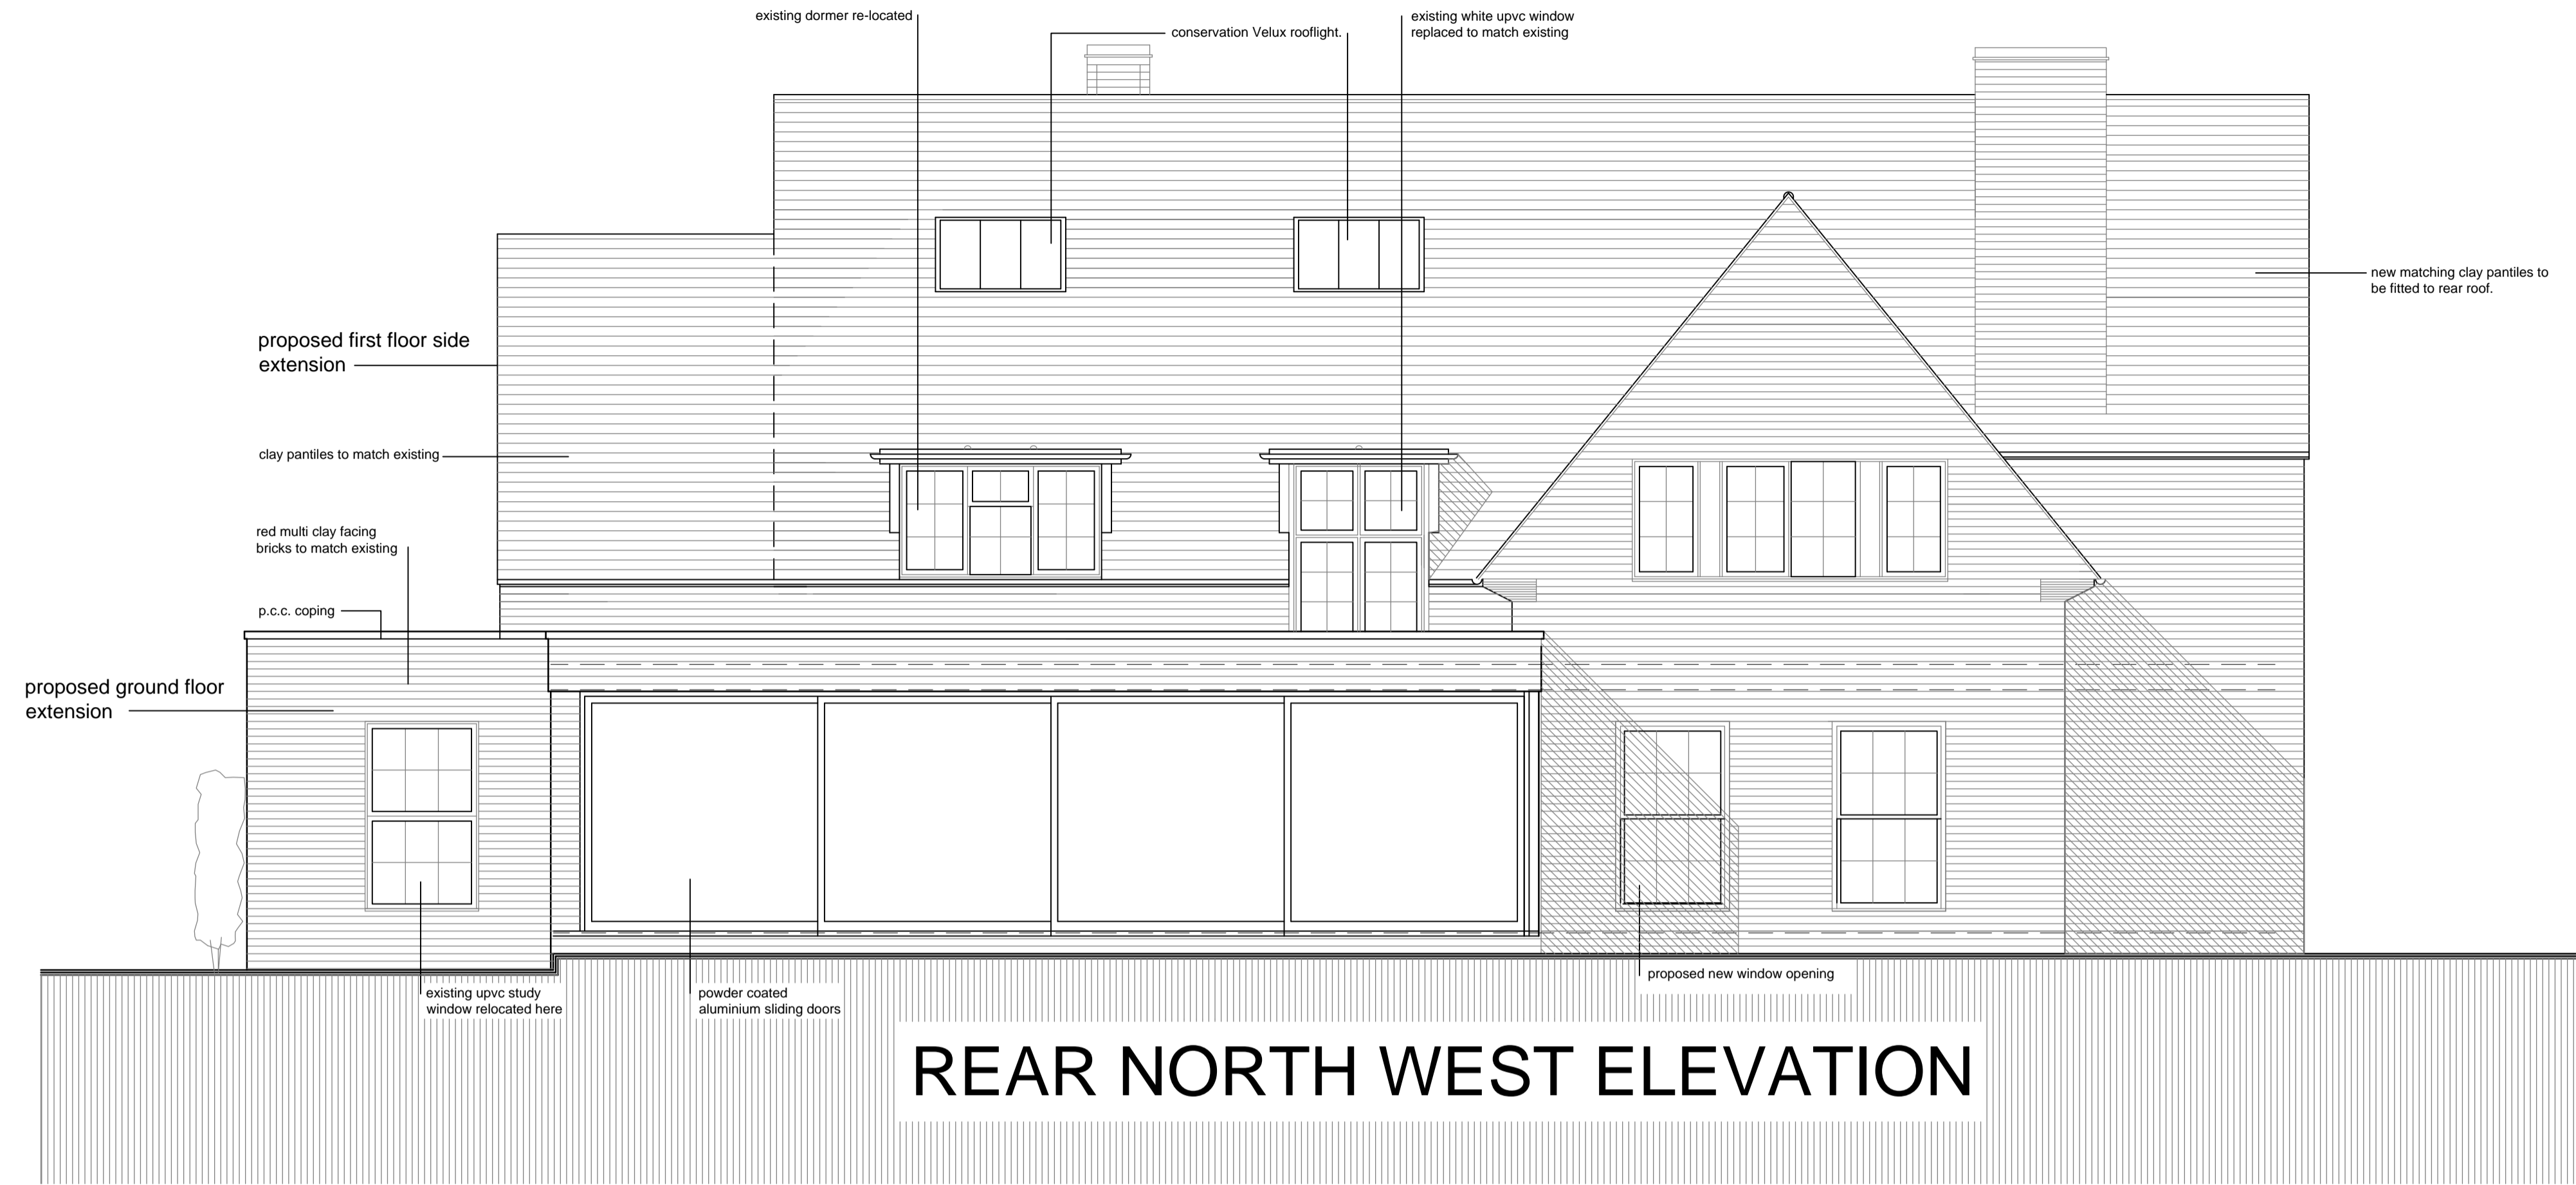 existing dormer re-located
conservation Velux rooflight.
existing white upvc window
replaced to match existing
new matching clay pantiles to
be fitted to rear roof.
proposed first floor side
extension
clay pantiles to match existing
red multi clay facing
bricks to match existing
p.c.c. coping
proposed ground floor
extension
existing upvc study
window relocated here
powder coated
aluminium sliding doors
proposed new window opening
REAR NORTH WEST ELEVATION